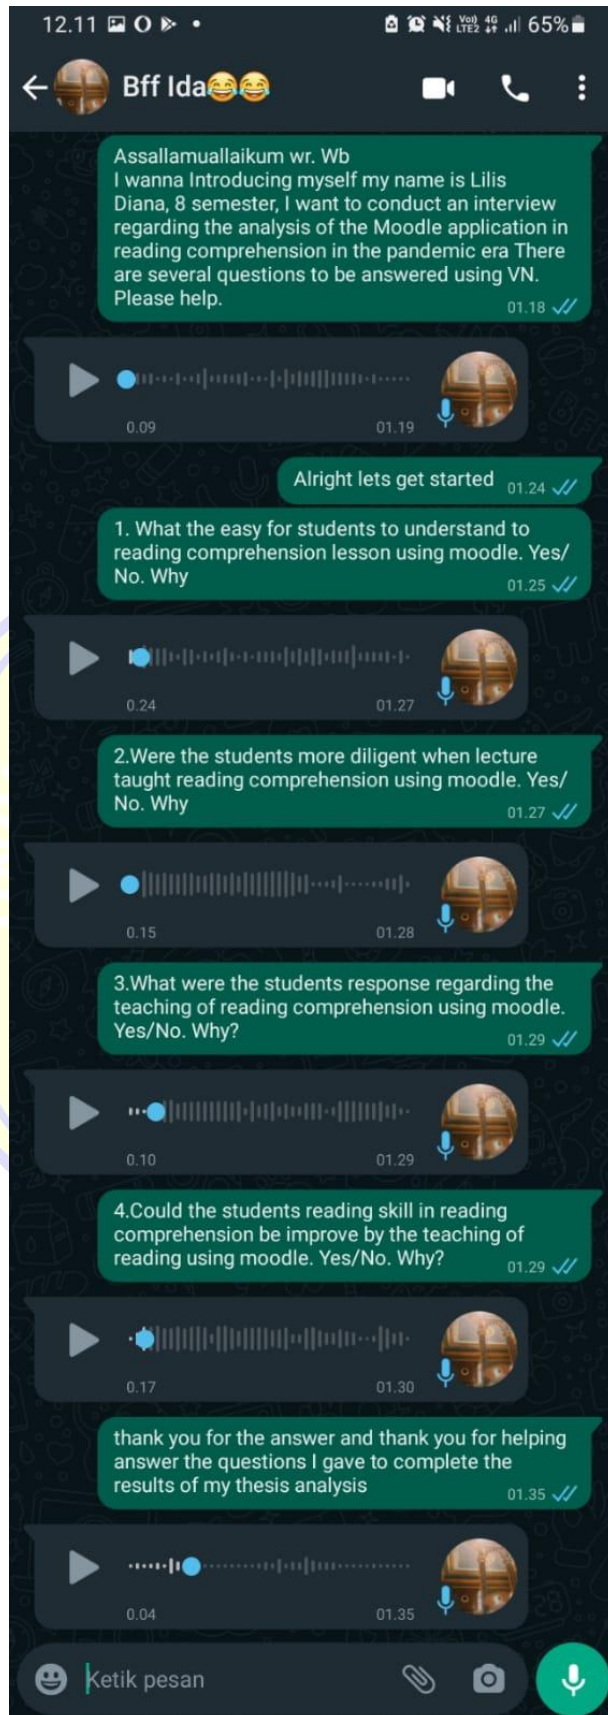 12.11
65%
Bff Ida😂😂
Assallamuallaikum wr. Wb
I wanna Introducing myself my name is Lilis
Diana, 8 semester, I want to conduct an interview
regarding the analysis of the Moodle application in
reading comprehension in the pandemic era There
are several questions to be answered using VN.
Please help.
01.18
0.09
01.19
Alright lets get started
01.24
1. What the easy for students to understand to
reading comprehension lesson using moodle. Yes/
No. Why
01.25
0.24
01.27
2.Were the students more diligent when lecture
taught reading comprehension using moodle. Yes/
No. Why
01.27
0.15
01.28
3.What were the students response regarding the
teaching of reading comprehension using moodle.
Yes/No. Why?
01.29
0.10
01.29
4.Could the students reading skill in reading
comprehension be improve by the teaching of
reading using moodle. Yes/No. Why?
01.29
0.17
01.30
thank you for the answer and thank you for helping
answer the questions I gave to complete the
results of my thesis analysis
01.35
0.04
01.35
Ketik pesan